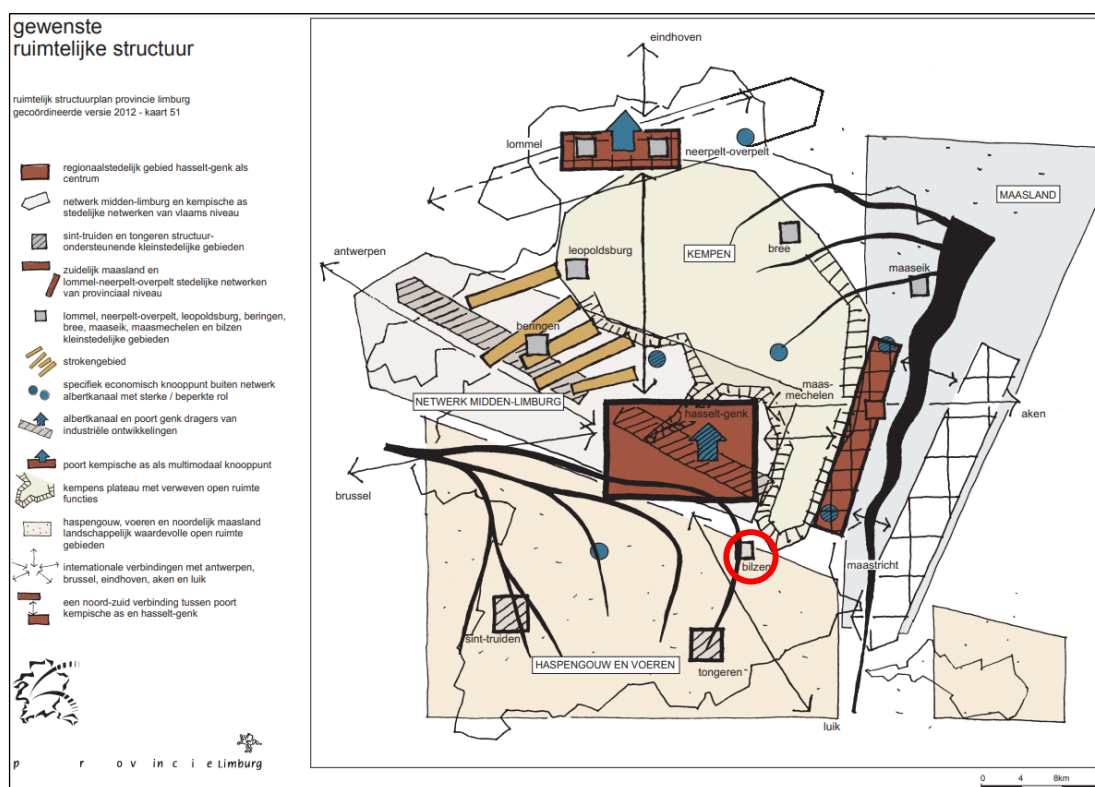 gewenste
ruimtelijke structuur
ruimtelijk structuurplan provincie limburg
gecoördineerde versie 2012 - kaart 51
regionaalstedelijk gebied hasselt-genk als
centrum
netwerk midden-limburg en kempische as
stedelijke netwerken van vlaams niveau
sint-truiden en tongeren structuur-
ondersteunende kleinstedelijke gebieden
zuidelijk maasland en
lommel-neerpelt-overpelt stedelijke netwerken
van provinciaal niveau
lommel, neerpelt-overpelt, leopoldsburg, beringen,
bree, maaseik, maasmechelen en bilzen
kleinstedelijke gebieden
strokengebied
specifiek economisch knooppunt buiten netwerk
albertkanaal met sterke / beperkte rol
albertkanaal en poort genk dragers van
industriële ontwikkelingen
poort kempische as als multimodaal knooppunt
kempens plateau met verweven open ruimte
functies
haspengouw, voeren en noordelijk maasland
landschappelijk waardevolle open ruimte
gebieden
internationale verbindingen met antwerpen,
brussel, eindhoven, aken en luik
een noord-zuid verbinding tussen poort
kempische as en hasselt-genk
provincie Limburg
eindhoven
lommel
neerpelt-overpelt
MAASLAND
antwerpen
leopoldsburg
KEMPEN
bree
maaseik
beringen
maas-
mechelen
NETWERK MIDDEN-LIMBURG
hasselt-genk
aken
brussel
bilzen
maastricht
sint-truiden
HASPENGOUW EN VOEREN
tongeren
luik
0 4 8km